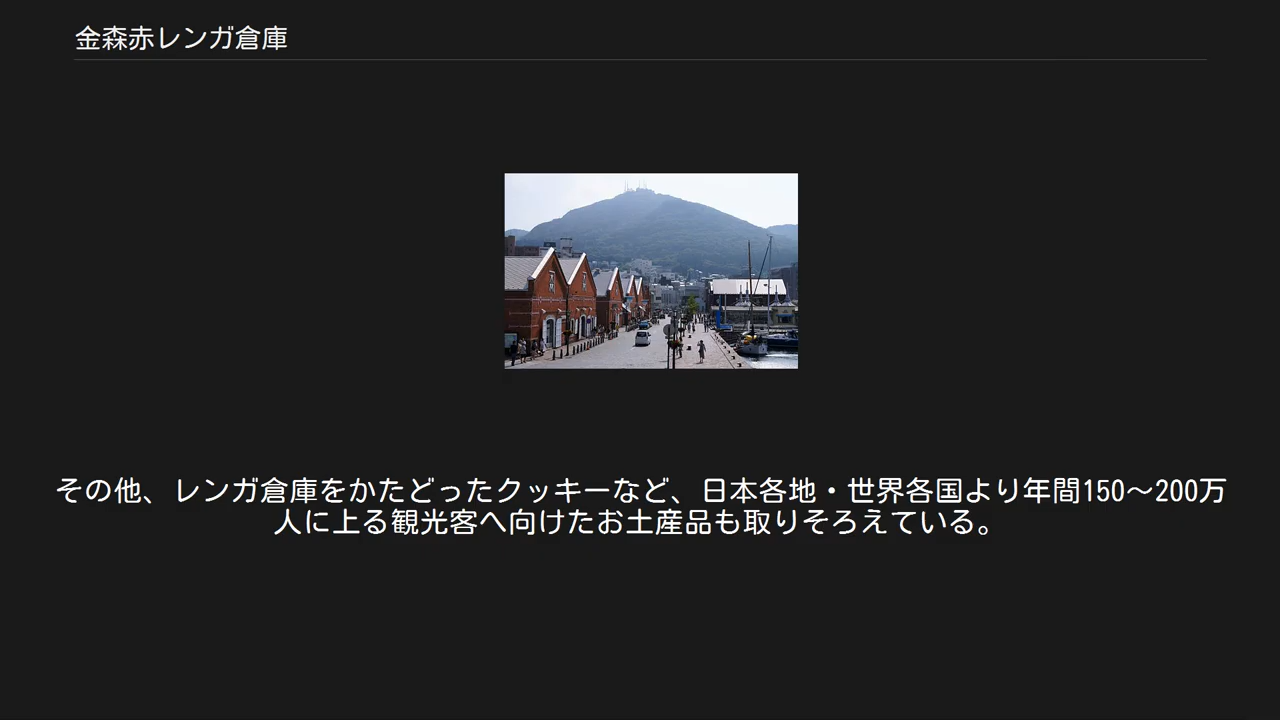 金森赤レンガ倉庫
その他、レンガ倉庫をかたどったクッキーなど、日本各地・世界各国より年間150～200万
人に上る観光客へ向けたお土産品も取りそろえている。